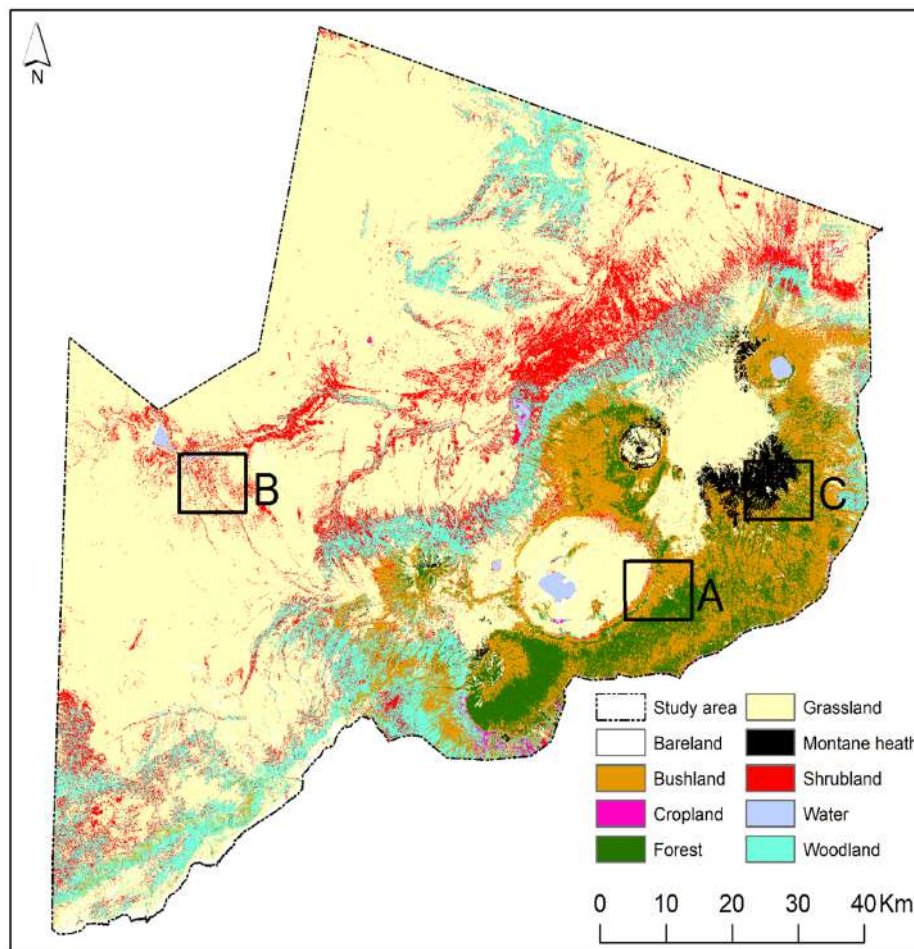 N
B
C
A
Study area
Grassland
Bareland
Montane heath
Bushland
Shrubland
Cropland
Water
Forest
Woodland
0 10 20 30 40 Km